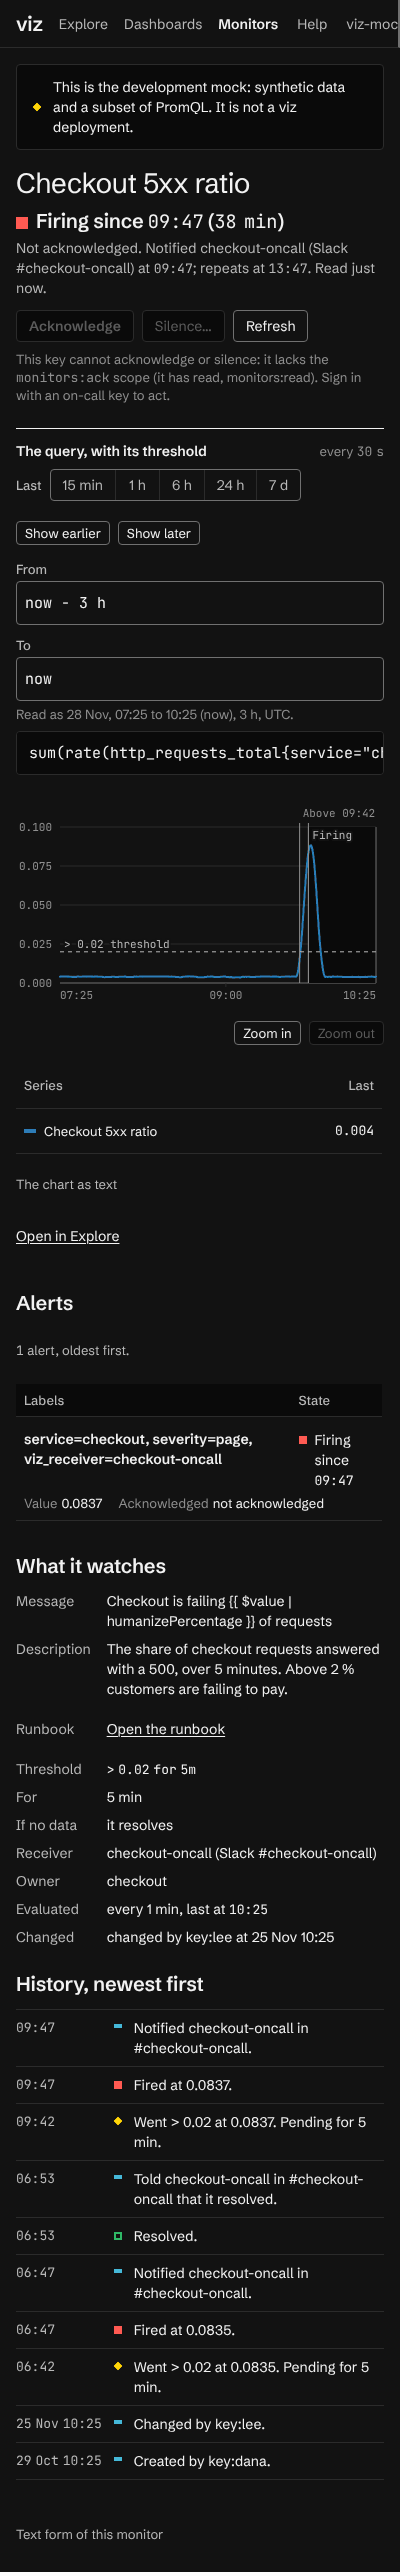 viz Explore Dashboards Monitors Help viz-moc
This is the development mock: synthetic data
and a subset of PromQL. It is not a viz
deployment.
Checkout 5xx ratio
Firing since 09:47 (38 min)
Not acknowledged. Notified checkout-oncall (Slack
#checkout-oncall) at 09:47; repeats at 13:47. Read just
now.
Acknowledge Silence... Refresh
This key cannot acknowledge or silence: it lacks the
monitors:ack scope (it has read, monitors:read). Sign in
with an on-call key to act.
The query, with its threshold every 30 s
Last 15 min 1 h 6 h 24 h 7 d
Show earlier Show later
From
now - 3 h
To
now
Read as 28 Nov, 07:25 to 10:25 (now), 3 h, UTC.
sum(rate(http_requests_total{service="ch
Above 09:42
0.100
Firing
0.075
0.050
0.025 > 0.02 threshold
0.000
07:25 09:00 10:25
Zoom in Zoom out
Series Last
Checkout 5xx ratio 0.004
The chart as text
Open in Explore
Alerts
1 alert, oldest first.
Labels State
service=checkout, severity=page,
viz_receiver=checkout-oncall
Firing
since
09:47
Value 0.0837 Acknowledged not acknowledged
What it watches
Message Checkout is failing {{ $value |
humanizePercentage }} of requests
Description The share of checkout requests answered
with a 500, over 5 minutes. Above 2 %
customers are failing to pay.
Runbook Open the runbook
Threshold > 0.02 for 5m
For 5 min
If no data it resolves
Receiver checkout-oncall (Slack #checkout-oncall)
Owner checkout
Evaluated every 1 min, last at 10:25
Changed changed by key:lee at 25 Nov 10:25
History, newest first
09:47 Notified checkout-oncall in
#checkout-oncall.
09:47 Fired at 0.0837.
09:42 Went > 0.02 at 0.0837. Pending for 5
min.
06:53 Told checkout-oncall in #checkout-
oncall that it resolved.
06:53 Resolved.
06:47 Notified checkout-oncall in
#checkout-oncall.
06:47 Fired at 0.0835.
06:42 Went > 0.02 at 0.0835. Pending for 5
min.
25 Nov 10:25 Changed by key:lee.
29 Oct 10:25 Created by key:dana.
Text form of this monitor